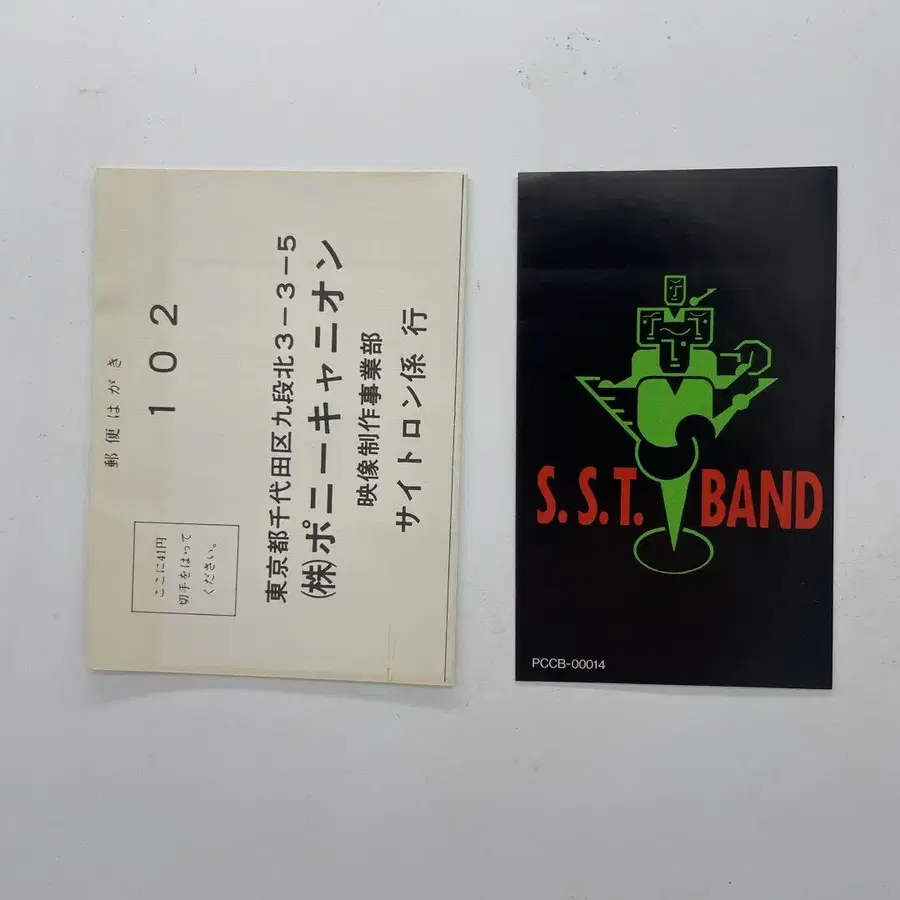 郵便はがき
102
ここに41円
切手をはって
ください。
東京都千代田区九段北3-3-5
(株)ポニーキャニオン
映像制作事業部
サイトロン係 行
S.S.T. BAND
PCCB-00014